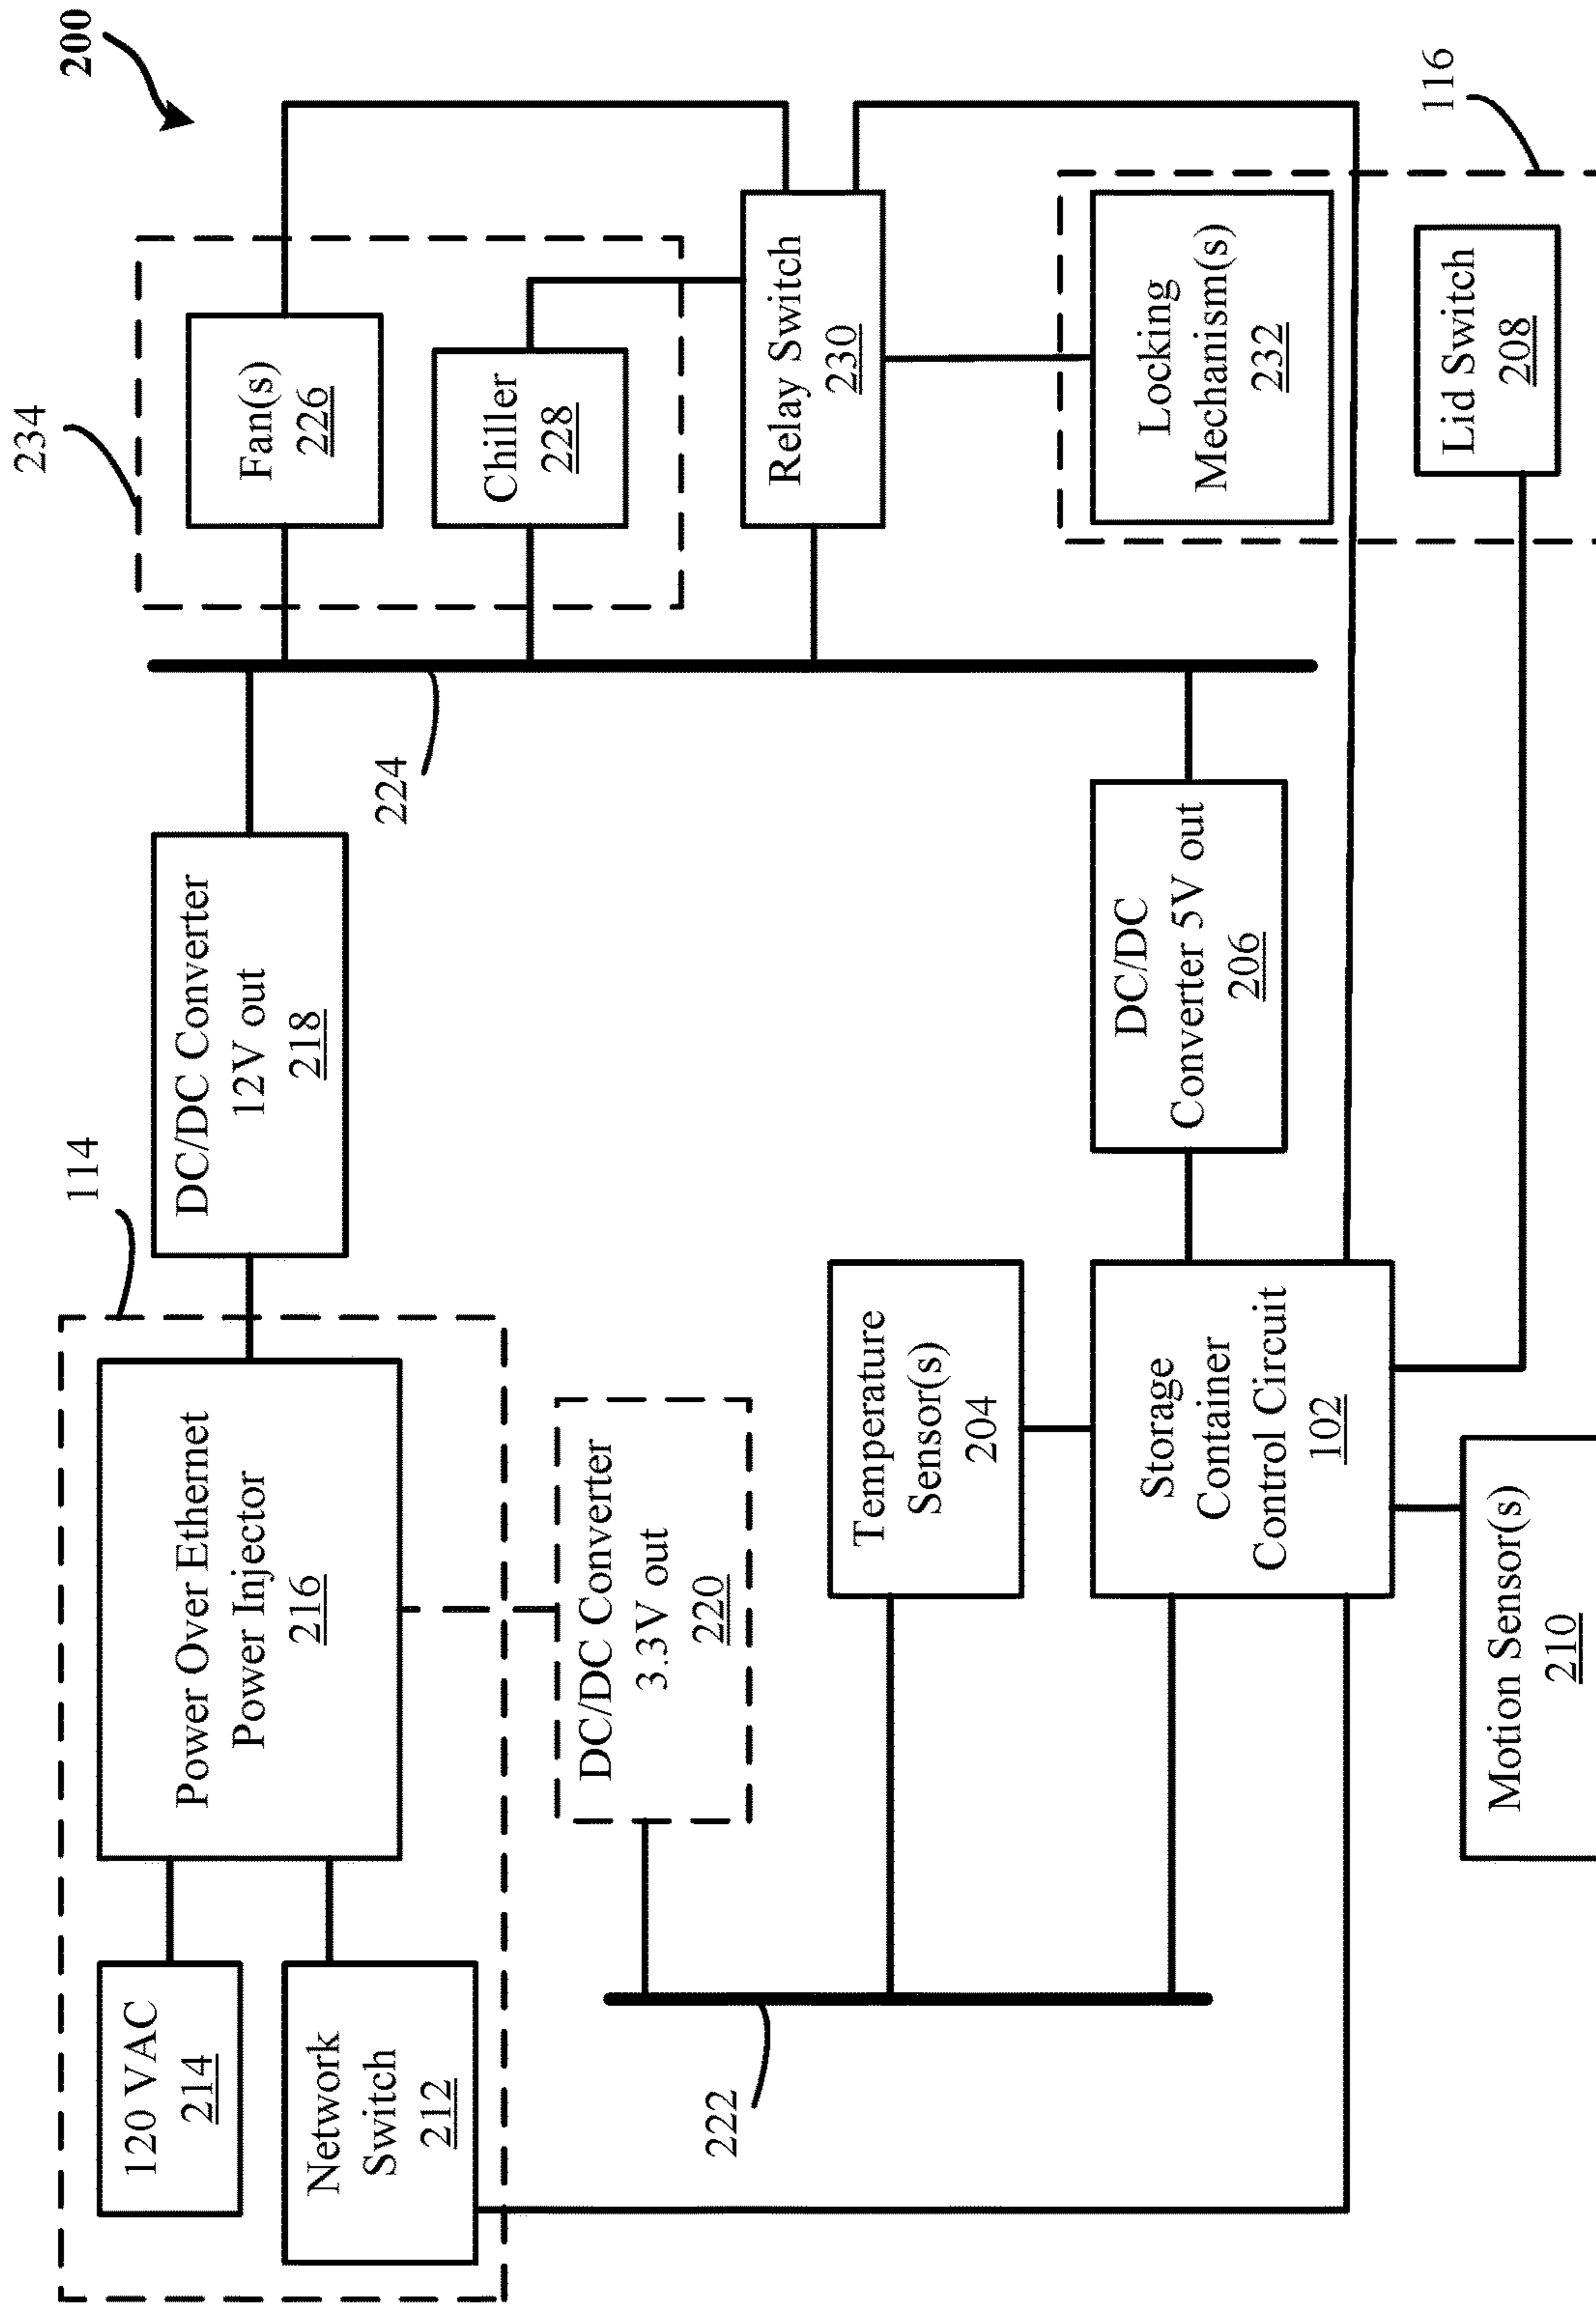 200
114
120 VAC
214
Network
Switch
212
Power Over Ethernet
Power Injector
216
DC/DC Converter
12V out
218
234
Fan(s)
226
Chiller
228
224
DC/DC Converter
3.3V out
220
222
Temperature
Sensor(s)
204
Relay Switch
230
Storage
Container
Control Circuit
102
DC/DC
Converter 5V out
206
Locking
Mechanism(s)
232
116
Lid Switch
208
Motion Sensor(s)
210